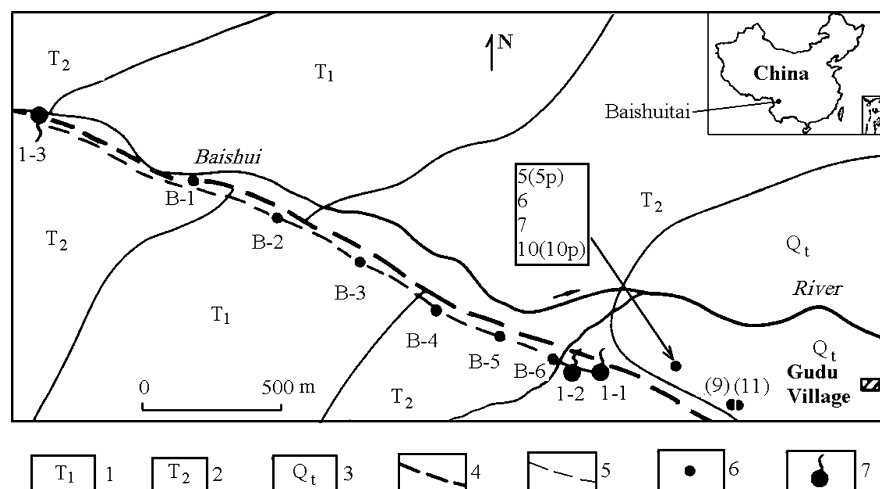 N
China
Baishuitai
T2
T1
1-3
Baishui
B-1
5(5p)
6
7
10(10p)
T2
Qt
T2
B-2
B-3
River
T1
B-4
B-5
B-6
Qt
0 500 m
T2
1-2 1-1
(9) (11)
Gudu
Village
T1 1 T2 2 Qt 3 4 5 6 7